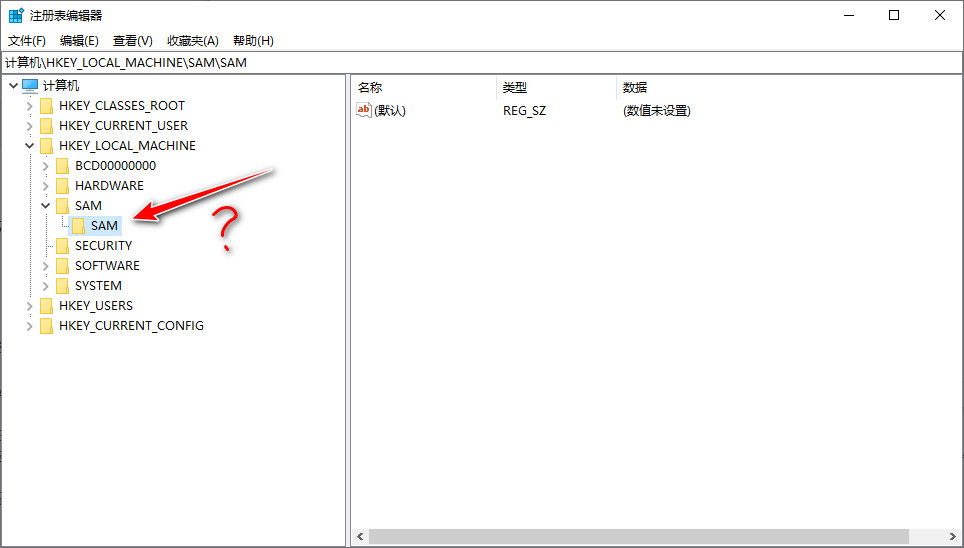 注册表编辑器
文件(F) 编辑(E) 查看(V) 收藏夹(A) 帮助(H)
计算机\HKEY_LOCAL_MACHINE\SAM\SAM
计算机
HKEY_CLASSES_ROOT
HKEY_CURRENT_USER
HKEY_LOCAL_MACHINE
BCD00000000
HARDWARE
SAM
SAM
SECURITY
SOFTWARE
SYSTEM
HKEY_USERS
HKEY_CURRENT_CONFIG
?
名称 类型 数据
ab (默认) REG_SZ (数值未设置)